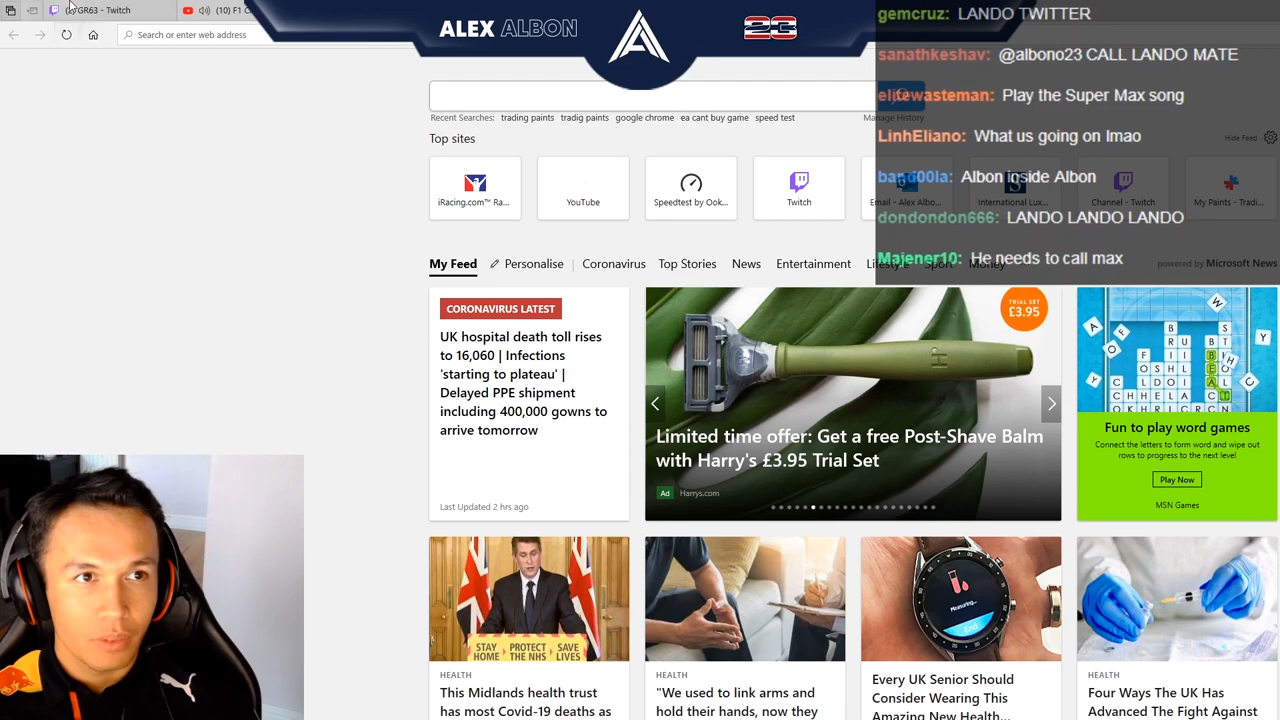 GR63 - Twitch
(10) F1 C
ALEX ALBON
23
Search or enter web address
gemcruz: LANDO TWITTER
sanathkeshav: @albono23 CALL LANDO MATE
elitewasteman: Play the Super Max song
LinhEliano: What us going on lmao
band00la: Albon inside Albon
dondondon666: LANDO LANDO LANDO
Majener10: He needs to call max
Recent Searches: trading paints tradig paints google chrome ea cant buy game speed test
Manage History
Top sites
Hide Feed
iRacing.com™ Ra...
YouTube
Speedtest by Ook...
Twitch
Email - Alex Albo...
International Lux...
Channel - Twitch
My Paints - Tradi...
My Feed Personalise Coronavirus Top Stories News Entertainment Lifestyle Sport Money
powered by Microsoft News
CORONAVIRUS LATEST
UK hospital death toll rises
to 16,060 | Infections
'starting to plateau' |
Delayed PPE shipment
including 400,000 gowns to
arrive tomorrow
Last Updated 2 hrs ago
TRIAL SET
£3.95
Limited time offer: Get a free Post-Shave Balm
with Harry's £3.95 Trial Set
Ad Harrys.com
Fun to play word games
Connect the letters to form word and wipe out
rows to progress to the next level
Play Now
MSN Games
STAY HOME PROTECT THE NHS SAVE LIVES
HEALTH
This Midlands health trust
has most Covid-19 deaths as
HEALTH
"We used to link arms and
hold their hands, now they
Measuring...
End
Every UK Senior Should
Consider Wearing This
Amazing New Health...
HEALTH
Four Ways The UK Has
Advanced The Fight Against